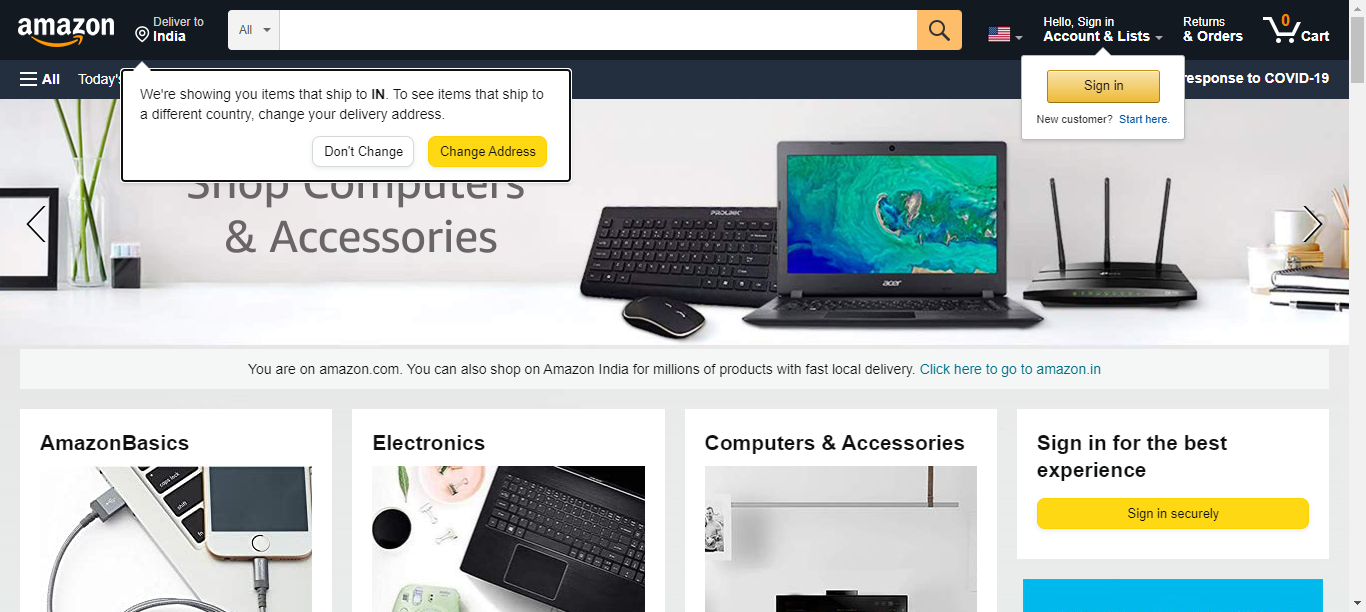 amazon
Deliver to
India
All
Hello, Sign in
Account & Lists
Returns
& Orders
0
Cart
All
Today's
response to COVID-19
We're showing you items that ship to IN. To see items that ship to
a different country, change your delivery address.
Don't Change
Change Address
Sign in
New customer? Start here.
Shop Computers
& Accessories
PROLINK
acer
You are on amazon.com. You can also shop on Amazon India for millions of products with fast local delivery. Click here to go to amazon.in
AmazonBasics
Electronics
Computers & Accessories
Sign in for the best
experience
Sign in securely
caps lock
shift
fn